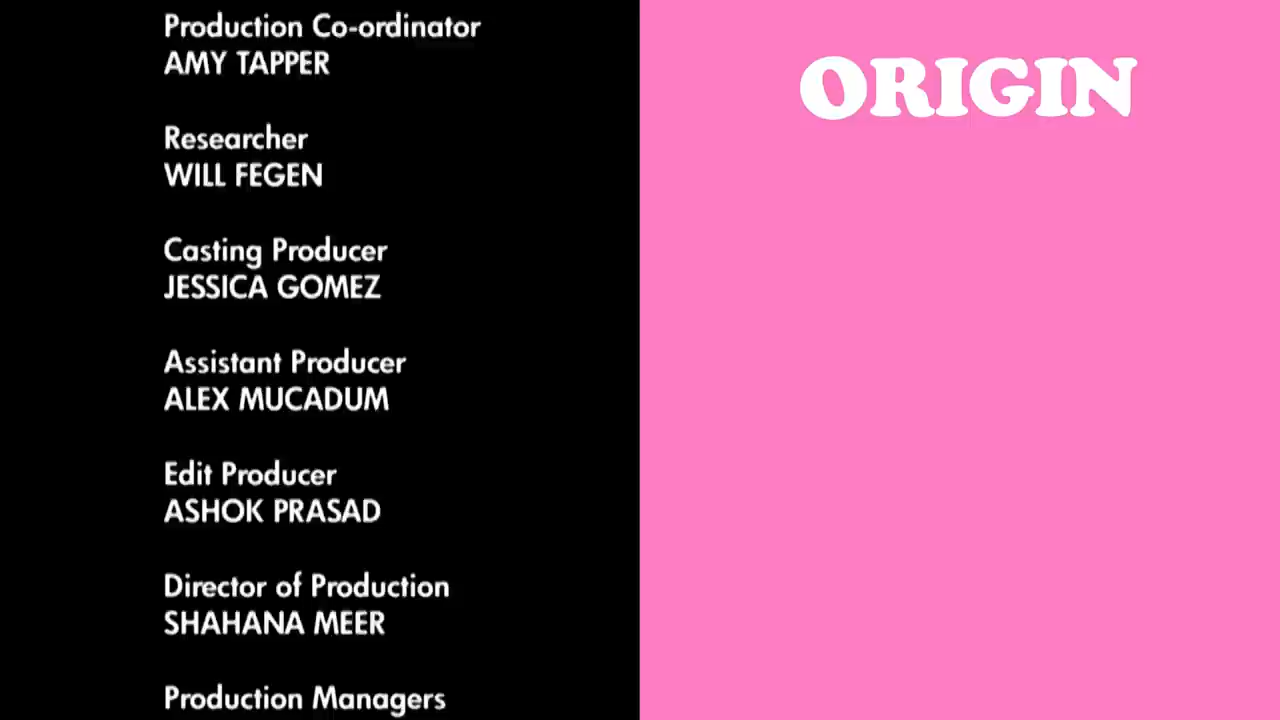 Production Co-ordinator
AMY TAPPER
Researcher
WILL FEGEN
Casting Producer
JESSICA GOMEZ
Assistant Producer
ALEX MUCADUM
Edit Producer
ASHOK PRASAD
Director of Production
SHAHANA MEER
Production Managers
ORIGIN